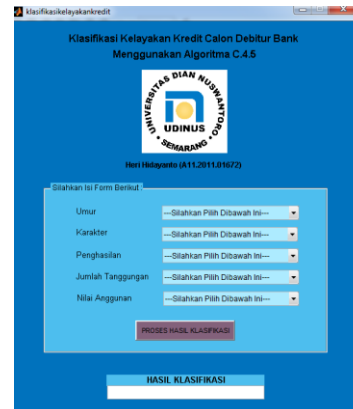 klasifikasikelayakankredit
Klasifikasi Kelayakan Kredit Calon Debitur Bank
Menggunakan Algoritma C.4.5
UNIVERSITAS DIAN NUSWANTORO
UDINUS
SEMARANG
Heri Hidayanto (A11.2011.01672)
Silahkan Isi Form Berikut :
Umur ---Silahkan Pilih Dibawah Ini---
Karakter ---Silahkan Pilih Dibawah Ini---
Penghasilan ---Silahkan Pilih Dibawah Ini---
Jumlah Tanggungan ---Silahkan Pilih Dibawah Ini---
Nilai Anggunan ---Silahkan Pilih Dibawah Ini---
PROSES HASIL KLASIFIKASI
HASIL KLASIFIKASI